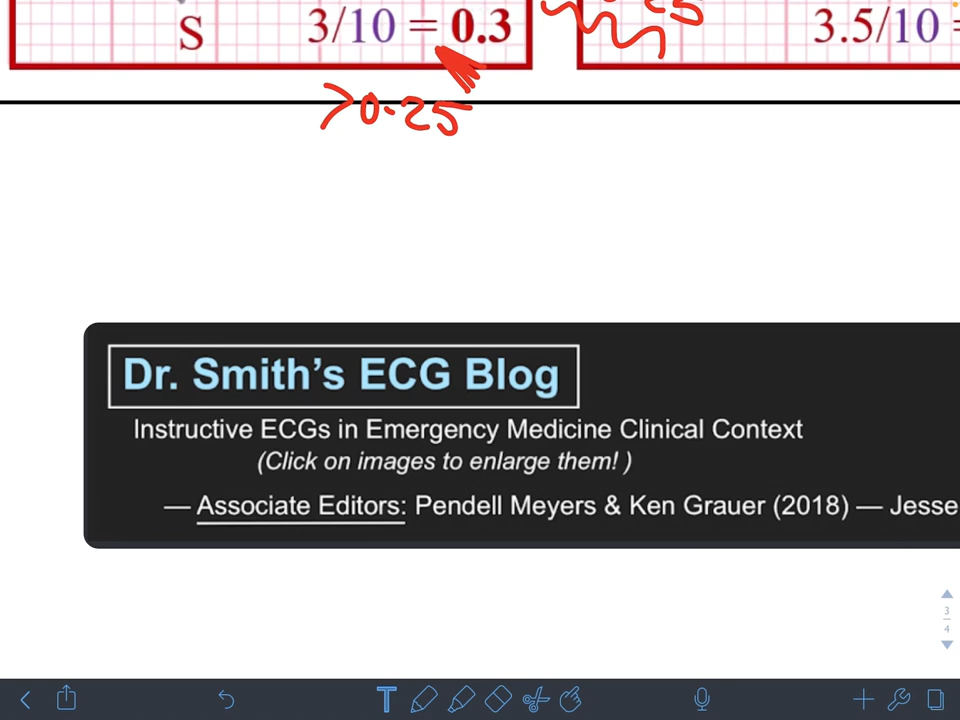 S 3/10 = 0.3 3.5/10 =
>0.25
Dr. Smith's ECG Blog
Instructive ECGs in Emergency Medicine Clinical Context
(Click on images to enlarge them! )
— Associate Editors: Pendell Meyers & Ken Grauer (2018) — Jesse
3
4
T